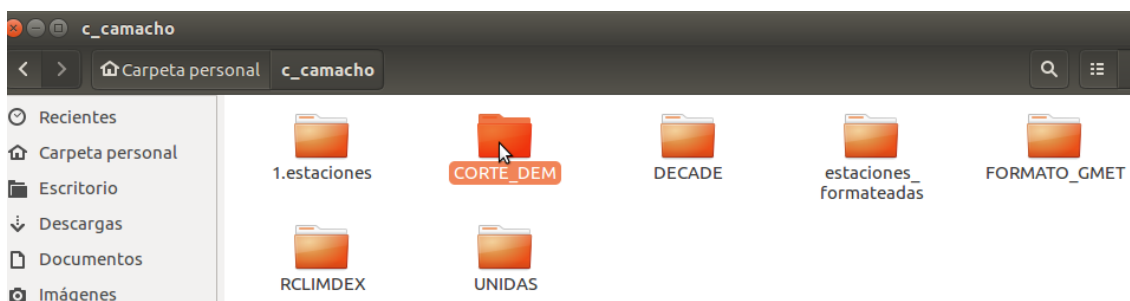 c_camacho
Carpeta personal c_camacho
Recientes
Carpeta personal
Escritorio
Descargas
Documentos
Imágenes
1.estaciones
CORTE_DEM
DECADE
estaciones_
formateadas
FORMATO_GMET
RCLIMDEX
UNIDAS